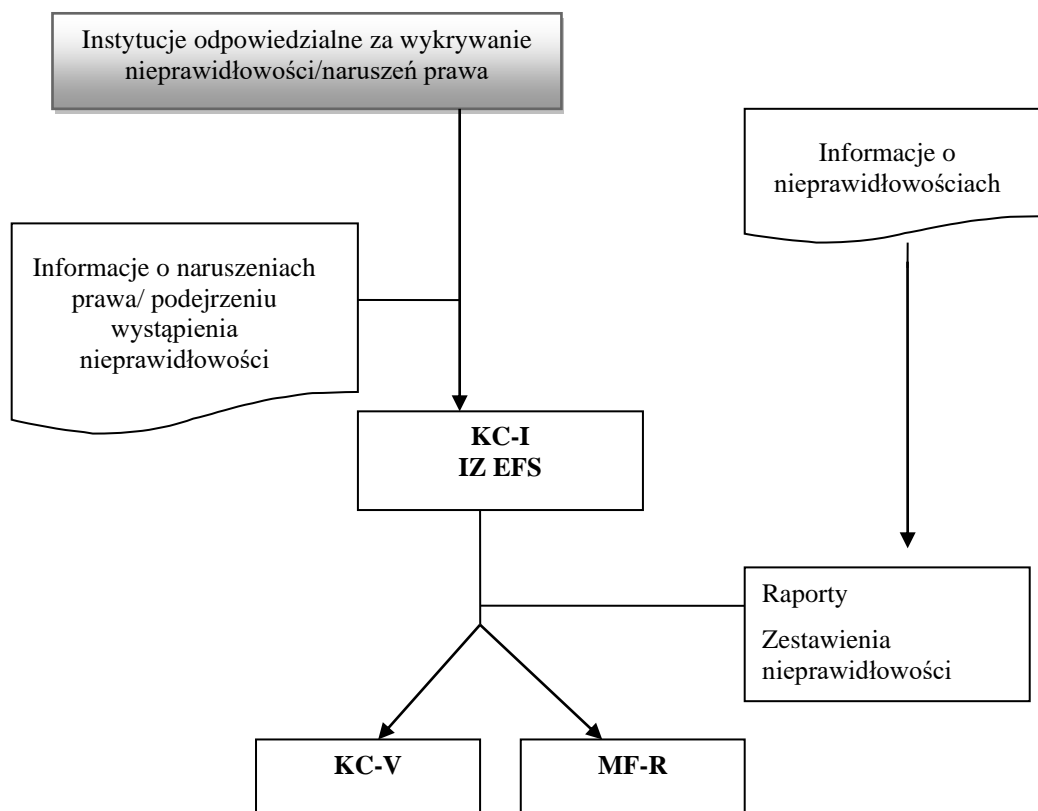 Instytucje odpowiedzialne za wykrywanie
nieprawidłowości/naruszeń prawa
Informacje o
nieprawidłowościach
Informacje o naruszeniach
prawa/ podejrzeniu
wystąpienia
nieprawidłowości
KC-I
IZ EFS
Raporty
Zestawienia
nieprawidłowości
KC-V
MF-R